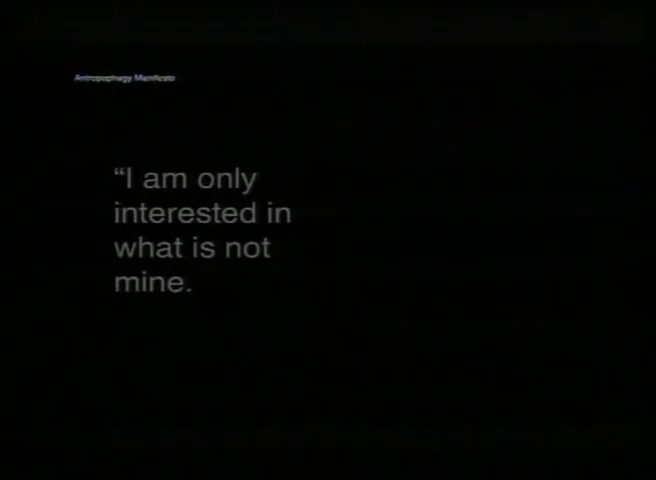 Antropophagy Manifesto
“I am only
interested in
what is not
mine.